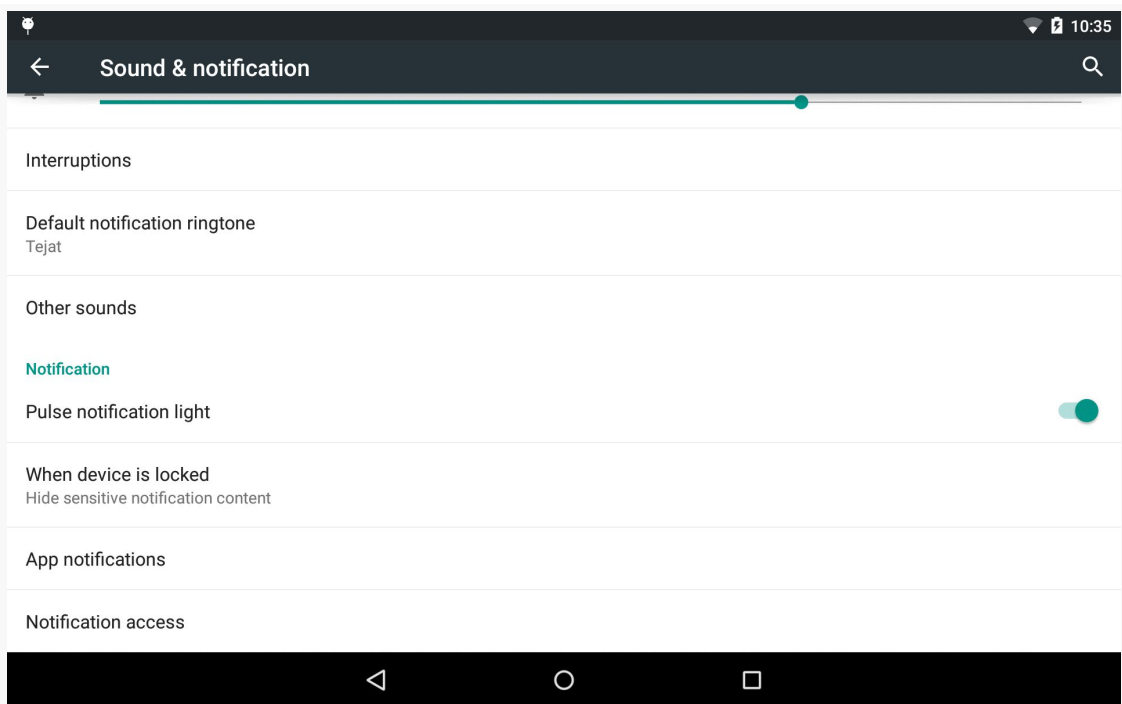 10:35
Sound & notification
Interruptions
Default notification ringtone
Tejat
Other sounds
Notification
Pulse notification light
When device is locked
Hide sensitive notification content
App notifications
Notification access